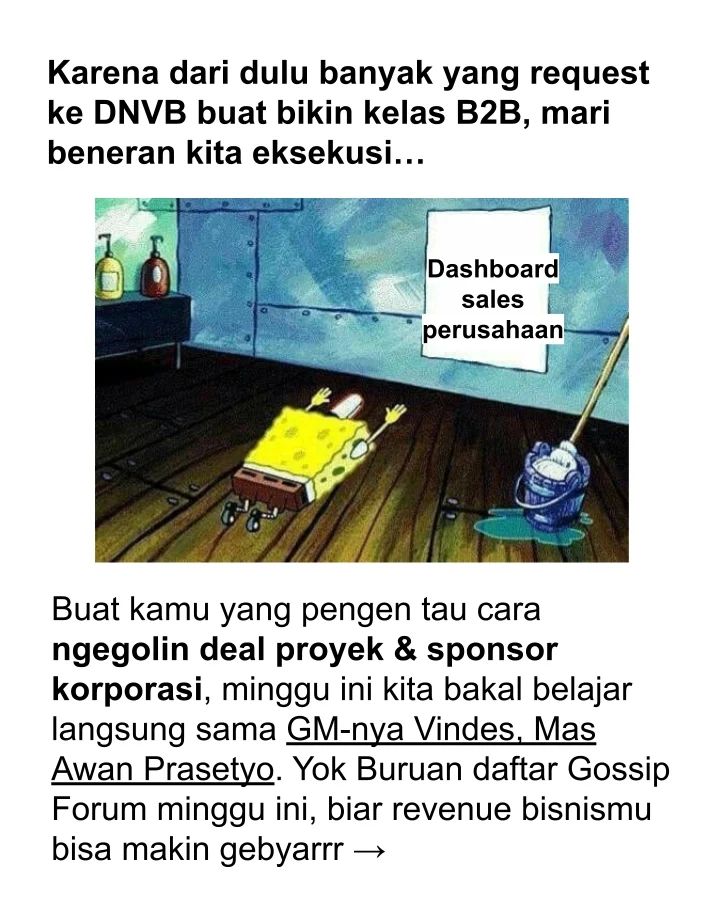 Karena dari dulu banyak yang request
ke DNVB buat bikin kelas B2B, mari
beneran kita eksekusi…
Dashboard
sales
perusahaan
Buat kamu yang pengen tau cara
ngegolin deal proyek & sponsor
korporasi, minggu ini kita bakal belajar
langsung sama GM-nya Vindes, Mas
Awan Prasetyo. Yok Buruan daftar Gossip
Forum minggu ini, biar revenue bisnismu
bisa makin gebyarrr →